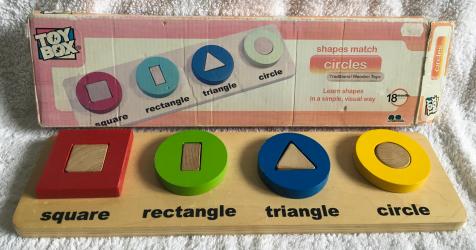 TOY
BOX
square
rectangle
triangle
circle
shapes match
circles
Traditional Wooden Toys
Learn shapes
in a simple, visual way
18
TOY
BOX
circles
square
rectangle
triangle
circle